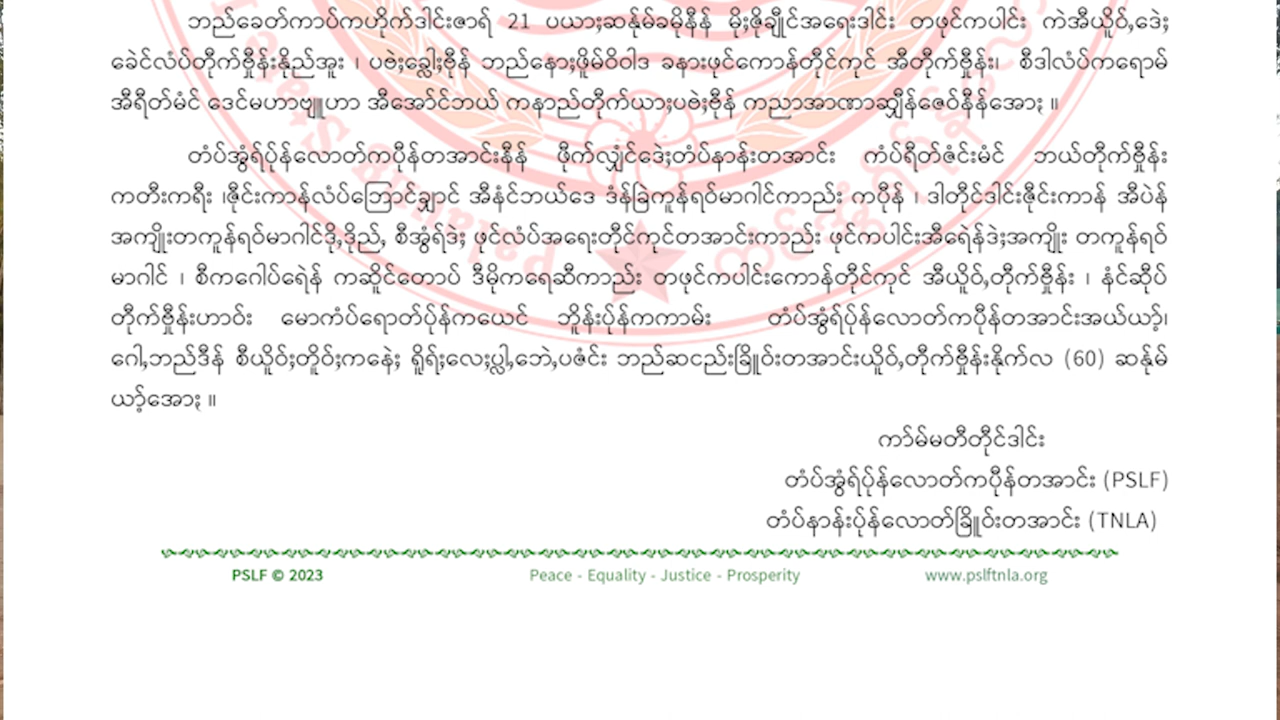 ဘည်ခေတ်ကာပ်ကဟိုက်ဒါင်းဇာရ် 21 ပယာႈဆန်ုမ်ခမိုနီန် မိုႈဇိချိူင်အရေးဒါင်း တဖုင်ကပါင်း ကဲအီယိူဝ်,ဒေႈ
ခေဲင်လံပ်တိုက်ဗှိုန်းနိုည်အူး ၊ ပဗဲႈခေ္လါႈဗိုန် ဘည်နောႈဖိူမ်ဝိဝါဒ ခနားဖုင်ကောန်တိုင်ကုင် အီတိုက်ဗှိုန်း၊ စီဒါလံပ်ကရောမ်
အီရီတ်မံင် ဒေင်မဟာဗျူဟာ အီအေါ်င်ဘယ် ကနာည်တိုက်ယာႈပဗဲႈဗိုန် ကညာအာဏာဆျိုန်ဇေဝ်နီန်အောႈ ။
တံပ်အွံရ်ပ်ုန်လောတ်ကပိုန်တအာင်းနီန် ဖိုက်လျှံင်ဒေႈတံပ်နာန်းတအာင်း ကံပ်ရီတ်ဇံင်းမံင် ဘယ်တိုက်ဗှိုန်း
ကတီးကရီး ၊ဇိုင်းကာန်လံပ်ဘြောင်ချှာင် အီနံင်ဘယ်ဒေ ဒံန်ခြဲကူန်ရဝ်မာဂါင်ကာည်း ကပိုန် ၊ ဒါတိုင်ဒါင်းဇိုင်းကာန် အီပဲန်
အကျိုးတကူန်ရဝ်မာဂါင်ဒို,ဒိုည်, စီအွံရ်ဒဲႈ ဖုင်လံပ်အရေးတိုင်ကုင်တအာင်းကာည်း ဖုင်ကပါင်းအီရေဲန်ဒဲႈအကျိုး တကူန်ရဝ်
မာဂါင် ၊ စီကဂေါပ်ရေဲန် ကဆိူင်တောပ် ဒီမိုကရေဆီကာည်း တဖုင်ကပါင်းကောန်တိုင်ကုင် အီယိူဝ်,တိုက်ဗှိုန်း ၊ နံင်ဆိုပ်
တိုက်ဗှိုန်းဟာဝ်း မောကံပ်ရောတ်ပ်ုန်ကယေင် ဘိူန်းပ်ုန်ကကာမ်း တံပ်အွံရ်ပ်ုန်လောတ်ကပိုန်တအာင်းအယ်ယာ့်၊
ဂေါ,ဘည်ဒီန် စီယိူဝ်ႈတိူဝ်ႈကနေႈ ရိူရ်ႈလေႈပ္လါ,ဘေဲ,ပဇံင်း ဘည်ဆငည်းခြိူဝ်းတအာင်းယိူဝ်,တိုက်ဗှိုန်းနိုက်လ (60) ဆန်ုမ်
ယာ့်အောႈ ။
ကာ်မ်မတီတိုင်ဒါင်း
တံပ်အွံရ်ပ်ုန်လောတ်ကပိုန်တအာင်း (PSLF)
တံပ်နာန်းပ်ုန်လောတ်ခြိူဝ်းတအာင်း (TNLA)
PSLF © 2023 Peace - Equality - Justice - Prosperity www.pslftnla.org